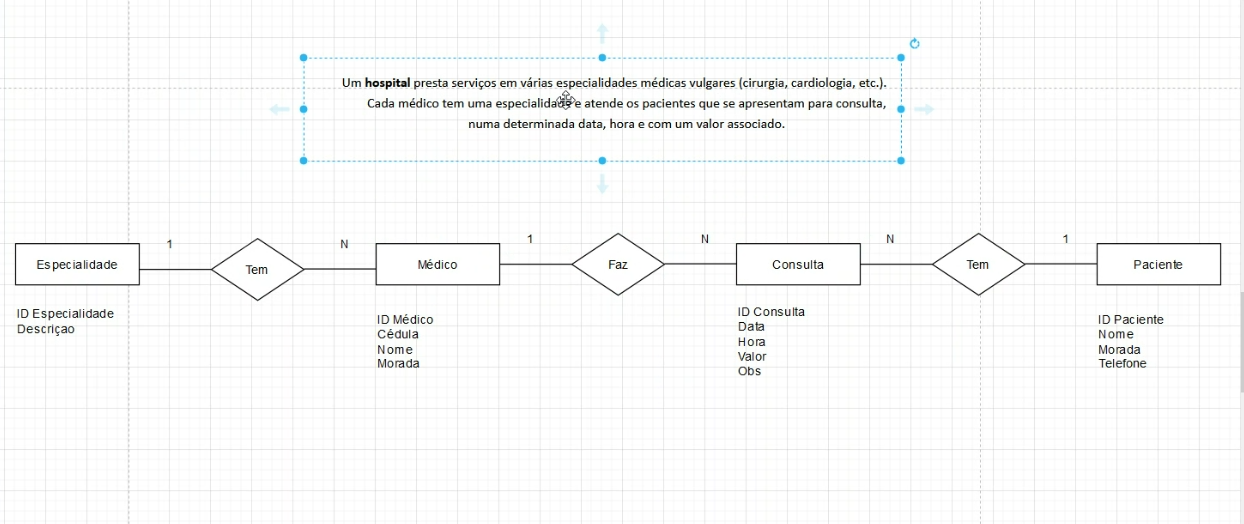 Um hospital presta serviços em várias especialidades médicas vulgares (cirurgia, cardiologia, etc.).
Cada médico tem uma especialidade e atende os pacientes que se apresentam para consulta,
numa determinada data, hora e com um valor associado.
1
N
1
N
N
1
Especialidade
Tem
Médico
Faz
Consulta
Tem
Paciente
ID Especialidade
Descriçao
ID Médico
Cédula
Nome
Morada
ID Consulta
Data
Hora
Valor
Obs
ID Paciente
Nome
Morada
Telefone